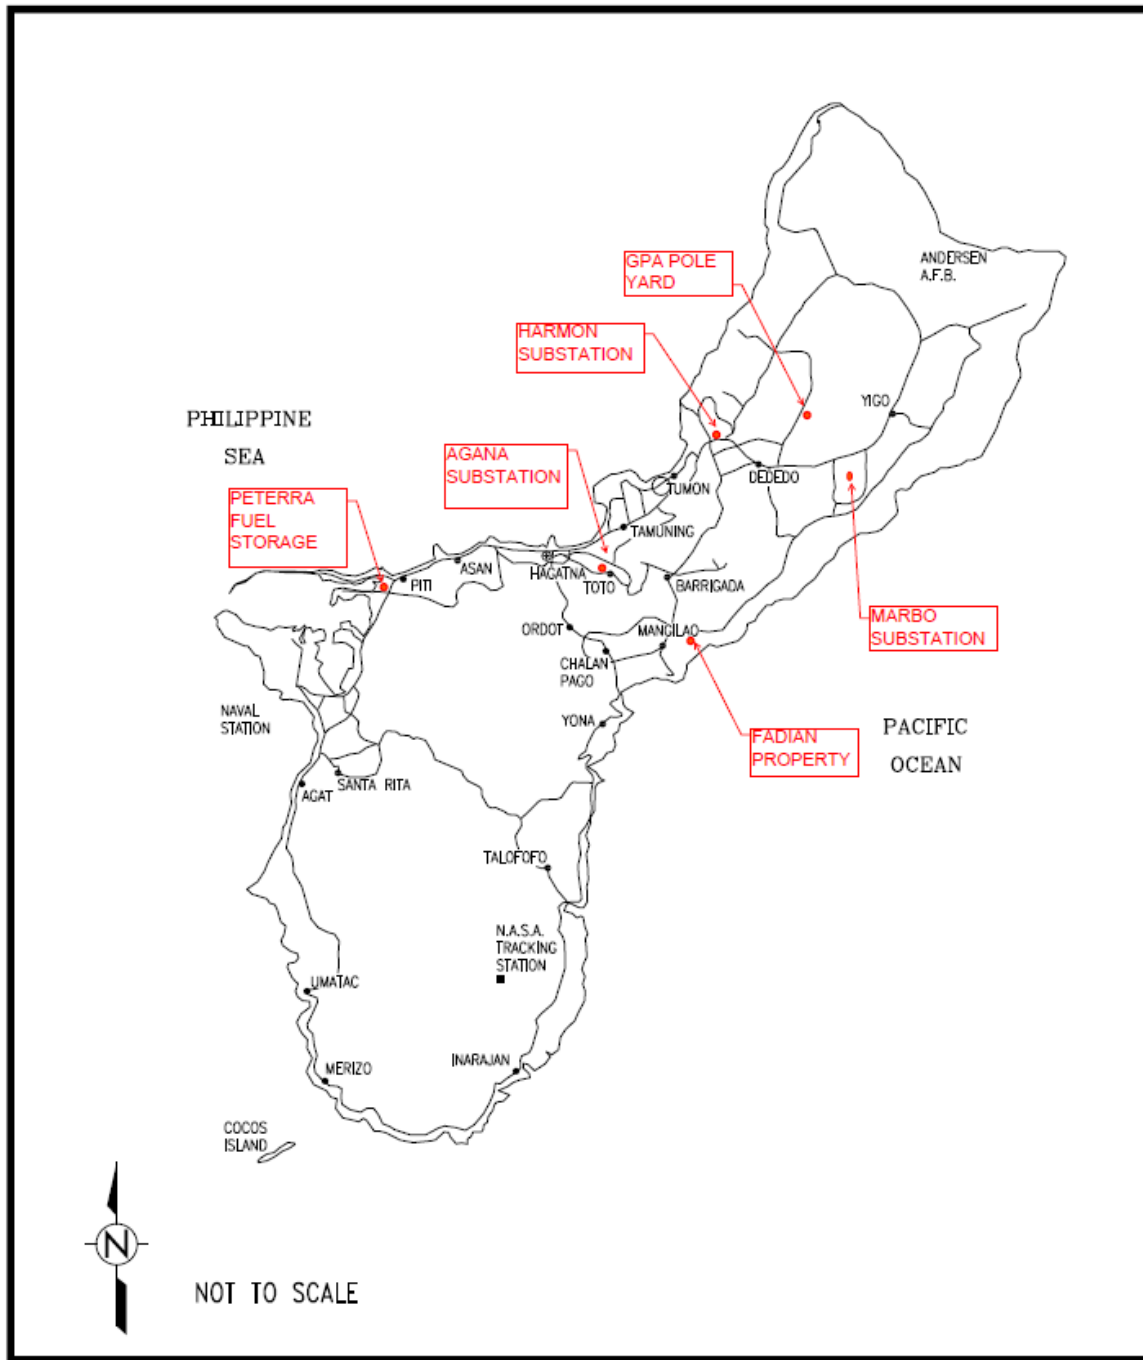 ANDERSEN
A.F.B.
GPA POLE
YARD
HARMON
SUBSTATION
YIGO
PHILIPPINE
SEA
AGANA
SUBSTATION
TUMON
DEDEDO
PETERRA
FUEL
STORAGE
TAMUNING
ASAN
HAGATNA
PITI
TOTO
BARRIGADA
MARBO
SUBSTATION
ORDOT
MANGILAO
CHALAN
PAGO
NAVAL
STATION
YONA
FADIAN
PROPERTY
PACIFIC
OCEAN
SANTA RITA
AGAT
TALOFOFO
N.A.S.A.
TRACKING
STATION
UMATAC
INARAJAN
MERIZO
COCOS
ISLAND
N
NOT TO SCALE